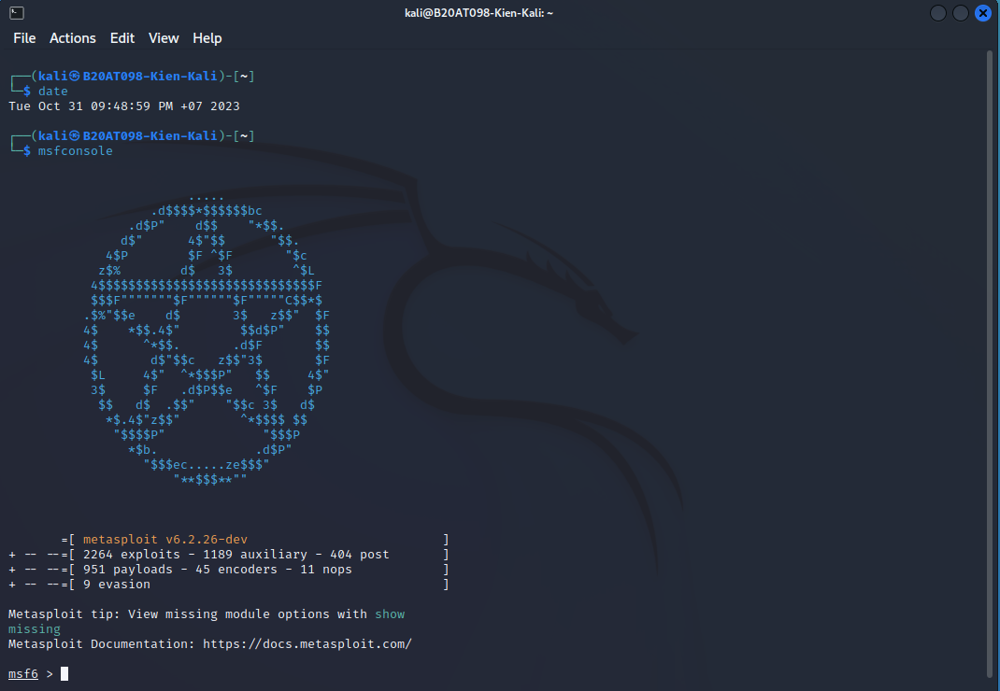 kali@B20AT098-Kien-Kali: ~
File Actions Edit View Help
┌──(kali㉿B20AT098-Kien-Kali)-[~]
└─$ date
Tue Oct 31 09:48:59 PM +07 2023
┌──(kali㉿B20AT098-Kien-Kali)-[~]
└─$ msfconsole
                        .....
                   .d$$$$*$$$$$$bc
                .d$P"    d$$    "*$$.
               d$"      4$"$$      "$$.
             4$P        $F ^$F       "$c
            z$%        d$   3$        ^$L
           4$$$$$$$$$$$$$$$$$$$$$$$$$$$$$F
           $$$F"""""""$F""""""$F"""""C$$*$
          .$%"$$e    d$       3$   z$$"  $F
          4$    *$$.4$"        $$d$P"    $$
          4$      ^*$$.       .d$F       $$
          4$       d$"$$c   z$$"3$       $F
           $L     4$"  ^*$$$P"   $$     4$"
           3$     $F   .d$P$$e   ^$F    $P
            $$   d$  .$$"    "$$c 3$   d$
             *$.4$"z$$"        ^*$$$$ $$
              "$$$$P"             "$$$P
                *$b.             .d$P"
                  "$$$ec.....ze$$$"
                      "**$$$**""
=[ metasploit v6.2.26-dev ]
+ -- --=[ 2264 exploits - 1189 auxiliary - 404 post ]
+ -- --=[ 951 payloads - 45 encoders - 11 nops ]
+ -- --=[ 9 evasion ]
Metasploit tip: View missing module options with show
missing
Metasploit Documentation: https://docs.metasploit.com/
msf6 >